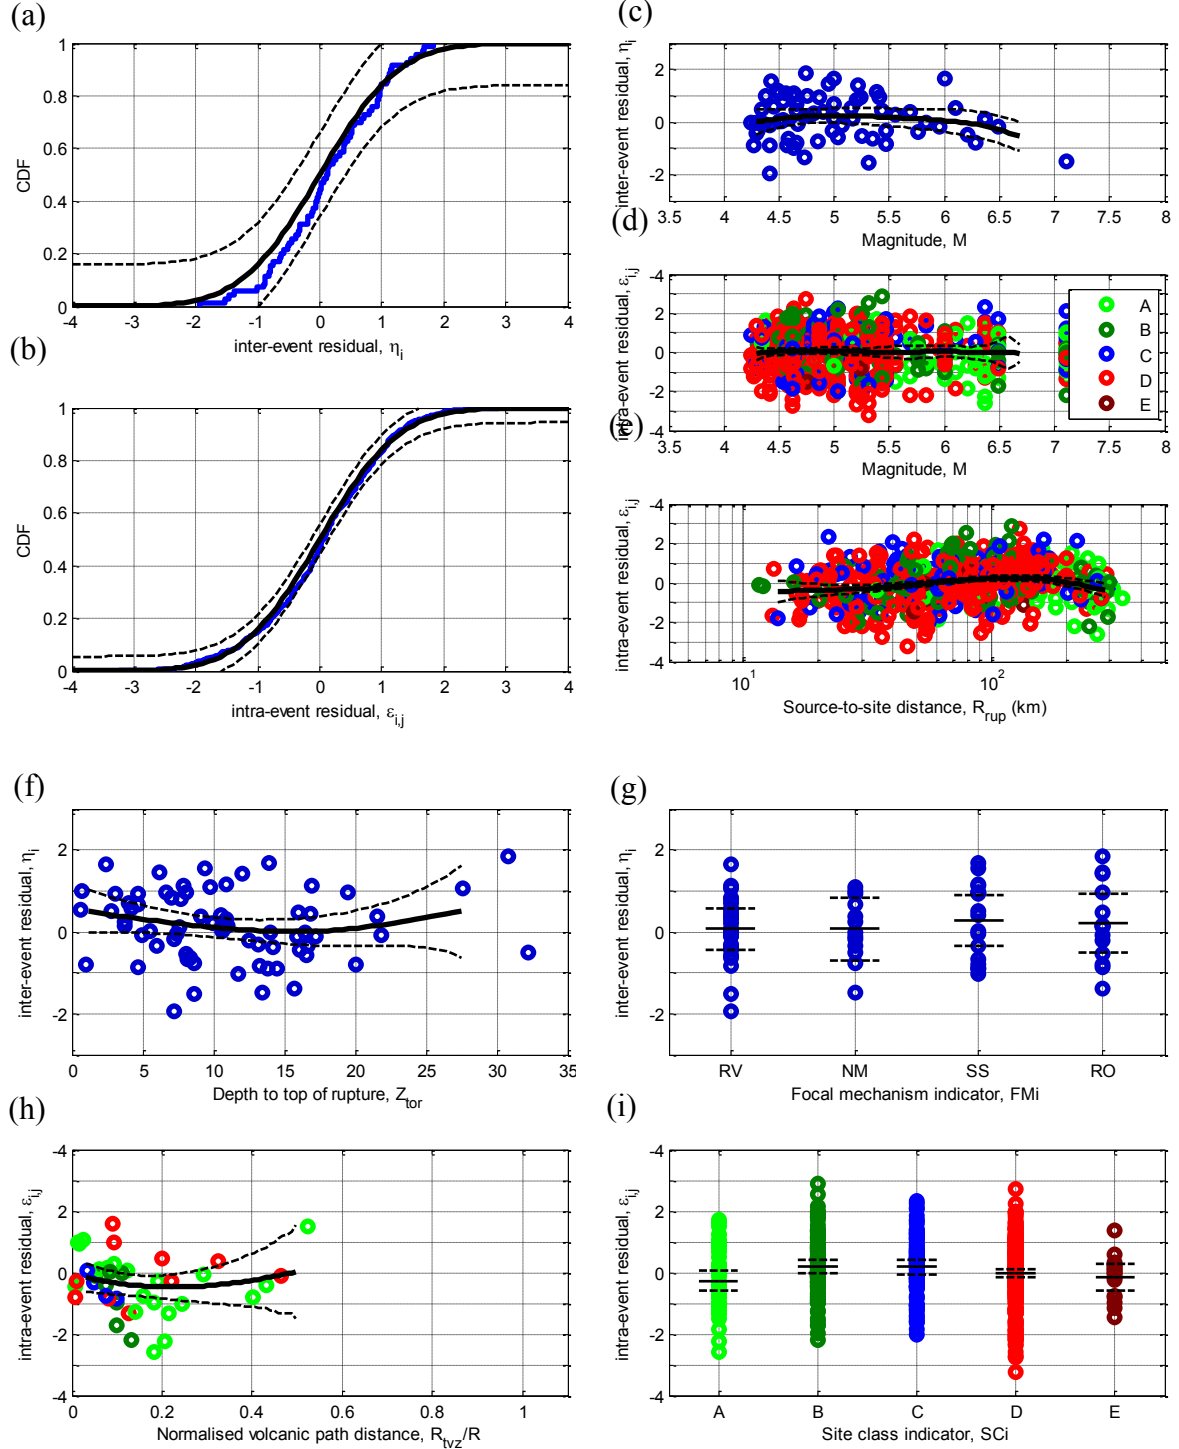 (a)
1
0.8
0.6
0.4
0.2
0
CDF
-4 -3 -2 -1 0 1 2 3 4
inter-event residual, ηi
(b)
1
0.8
0.6
0.4
0.2
0
CDF
-4 -3 -2 -1 0 1 2 3 4
intra-event residual, εi,j
(c)
2
0
-2
inter-event residual, ηi
3.5 4 4.5 5 5.5 6 6.5 7 7.5 8
Magnitude, M
(d)
-4
2
0
-2
-4
intra-event residual, εi,j
A
B
C
D
E
3.5 4 4.5 5 5.5 6 6.5 7 7.5 8
Magnitude, M
(e)
-4
2
0
-2
-4
intra-event residual, εi,j
10^1 10^2
Source-to-site distance, Rrup (km)
(f)
2
0
-2
inter-event residual, ηi
0 5 10 15 20 25 30 35
Depth to top of rupture, Ztor
(g)
2
0
-2
inter-event residual, ηi
RV NM SS RO
Focal mechanism indicator, FMi
(h)
-4
2
0
-2
-4
intra-event residual, εi,j
0 0.2 0.4 0.6 0.8 1
Normalised volcanic path distance, Rtvz/R
(i)
-4
2
0
-2
-4
intra-event residual, εi,j
A B C D E
Site class indicator, SCi